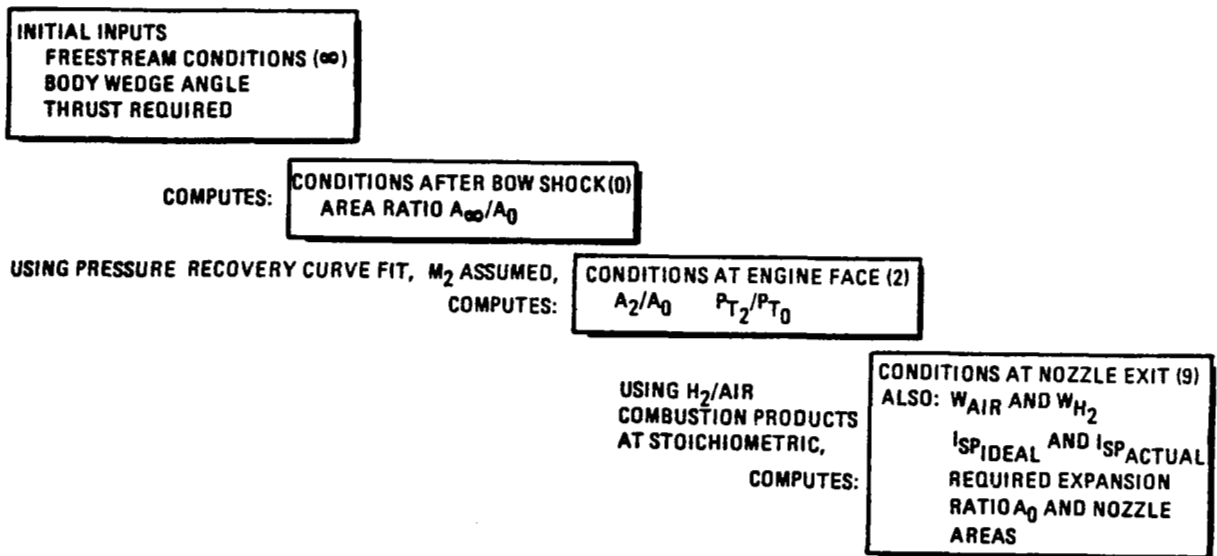 INITIAL INPUTS
FREESTREAM CONDITIONS (∞)
BODY WEDGE ANGLE
THRUST REQUIRED
COMPUTES:
CONDITIONS AFTER BOW SHOCK(0)
AREA RATIO A∞/A0
USING PRESSURE RECOVERY CURVE FIT, M2 ASSUMED,
COMPUTES:
CONDITIONS AT ENGINE FACE (2)
A2/A0 PT2/PT0
USING H2/AIR
COMBUSTION PRODUCTS
AT STOICHIOMETRIC,
COMPUTES:
CONDITIONS AT NOZZLE EXIT (9)
ALSO: WAIR AND WH2
ISPIDEAL AND ISPACTUAL
REQUIRED EXPANSION
RATIO A0 AND NOZZLE
AREAS